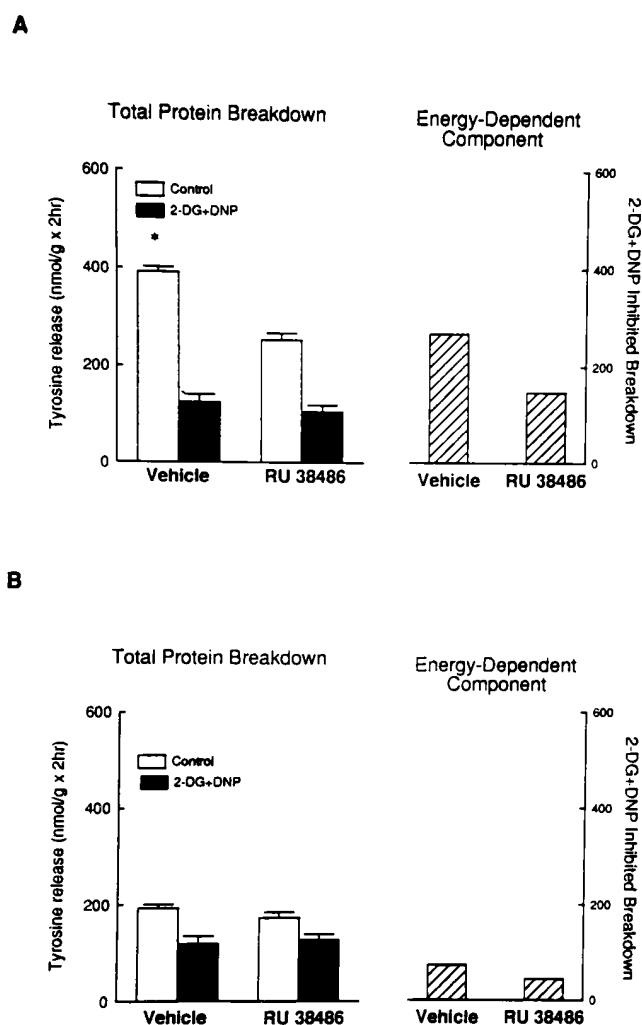 A
Total Protein Breakdown
Energy-Dependent
Component
600
400
200
0
Tyrosine release (nmol/g x 2hr)
Control
2-DG+DNP
*
Vehicle
RU 38486
600
400
200
0
2-DG+DNP Inhibited Breakdown
Vehicle
RU 38486
B
Total Protein Breakdown
Energy-Dependent
Component
600
400
200
0
Tyrosine release (nmol/g x 2hr)
Control
2-DG+DNP
Vehicle
RU 38486
600
400
200
0
2-DG+DNP Inhibited Breakdown
Vehicle
RU 38486